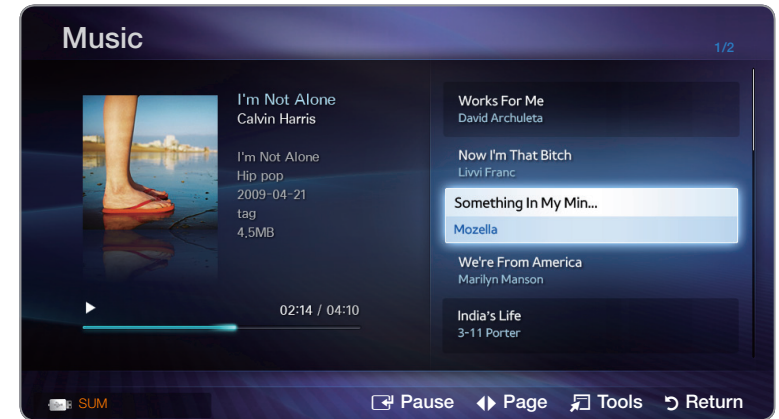 Music
1/2
I'm Not Alone
Calvin Harris
I'm Not Alone
Hip pop
2009-04-21
tag
4,5MB
02:14 / 04:10
Works For Me
David Archuleta
Now I'm That Bitch
Livvi Franc
Something In My Min...
Mozella
We're From America
Marilyn Manson
India's Life
3-11 Porter
SUM
Pause
Page
Tools
Return